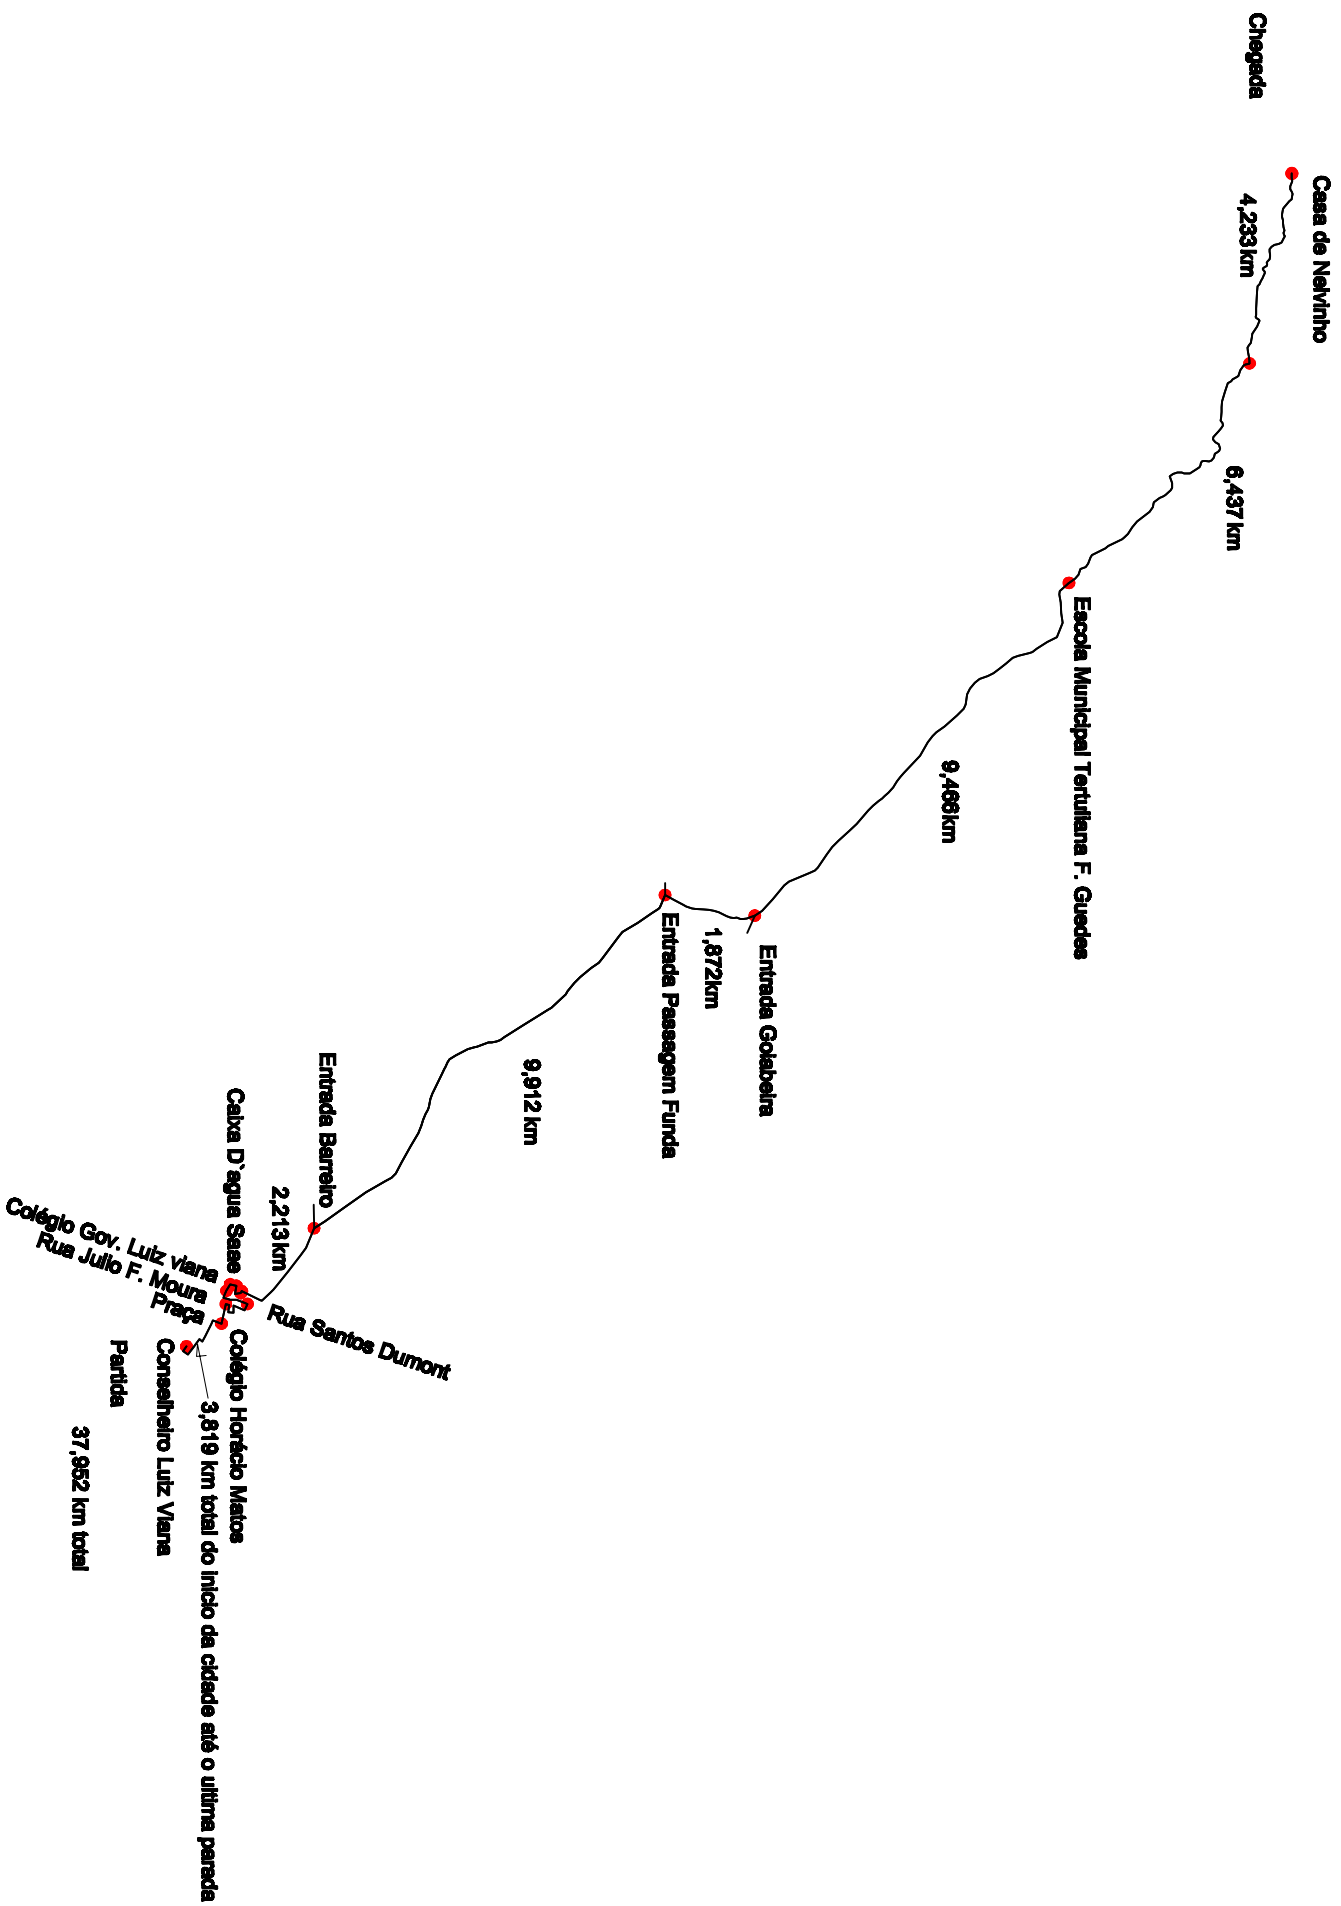 Chegada
Casa de Nelvinho
4,233km
6,437km
Escola Municipal Tertuliana F. Guedes
9,466km
Entrada Goiabeira
1,872km
Entrada Passagem Funda
9,912 km
Entrada Barreiro
2,213km
Caixa D`agua Saae
Colégio Gov. Luiz viana
Rua Julio F. Moura
Praça
Rua Santos Dumont
Colégio Horácio Matos
3,819 km total do inicio da cidade até o ultima parada
Conselheiro Luiz Viana
Partida
37,952 km total